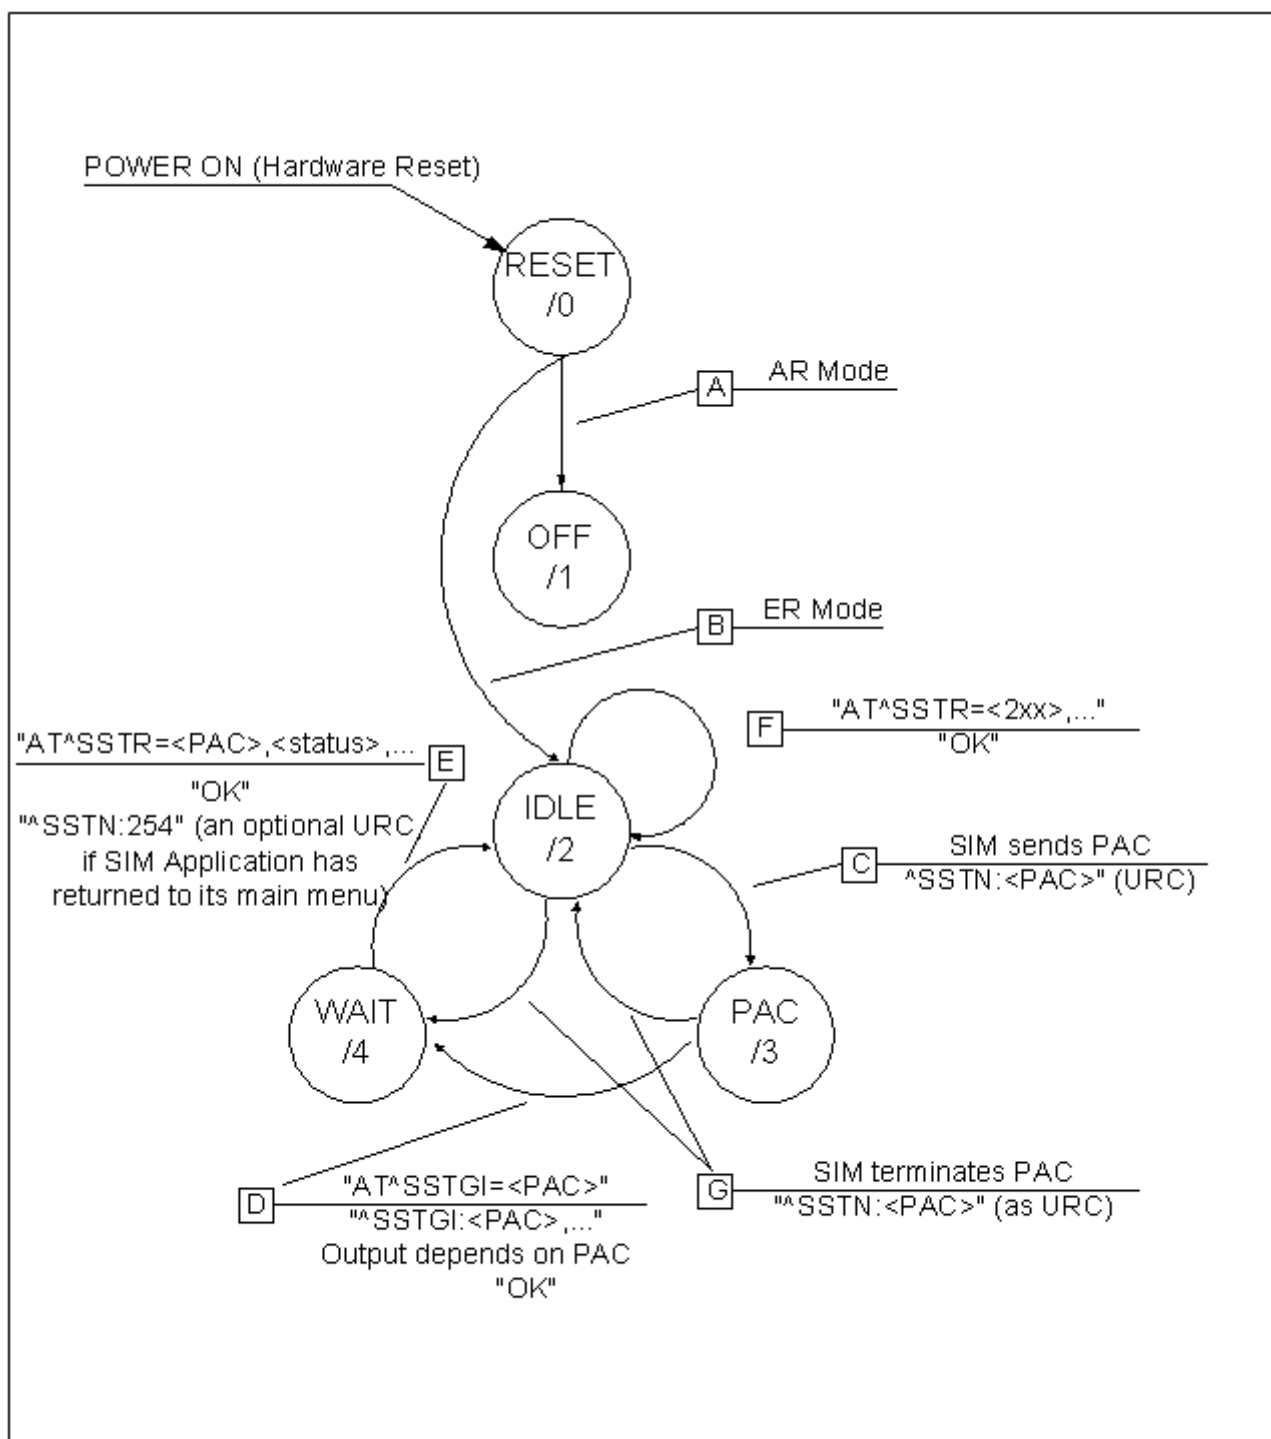 POWER ON (Hardware Reset)
RESET
/0
A
AR Mode
OFF
/1
B
ER Mode
"AT^SSTR=<PAC>,<status>,...
E
"OK"
"^SSTN:254" (an optional URC
if SIM Application has
returned to its main menu)
F
"AT^SSTR=<2xx>,..."
"OK"
IDLE
/2
C
SIM sends PAC
^SSTN:<PAC>" (URC)
WAIT
/4
PAC
/3
D
"AT^SSTGI=<PAC>"
"^SSTGI:<PAC>,..."
Output depends on PAC
"OK"
G
SIM terminates PAC
"^SSTN:<PAC>" (as URC)